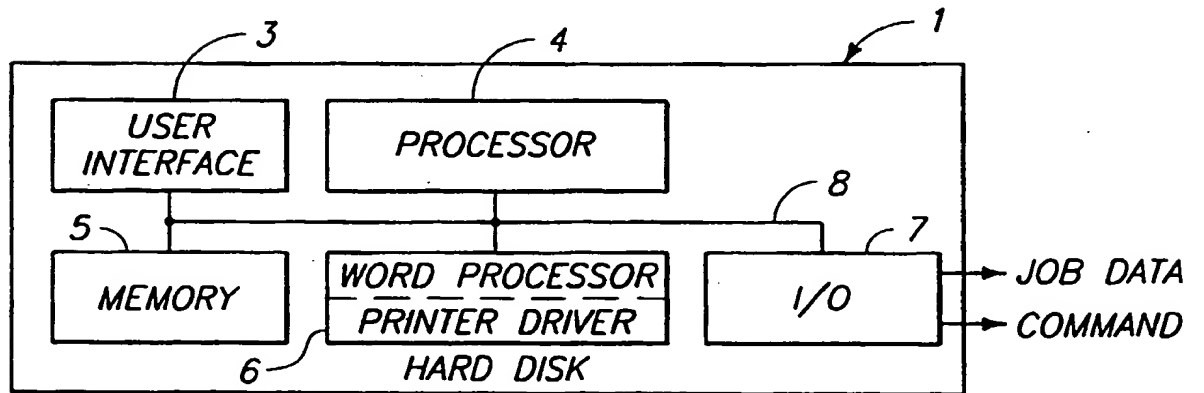 1
3
4
USER
INTERFACE
PROCESSOR
8
5
7
MEMORY
WORD PROCESSOR
PRINTER DRIVER
I/O
JOB DATA
COMMAND
6
HARD DISK